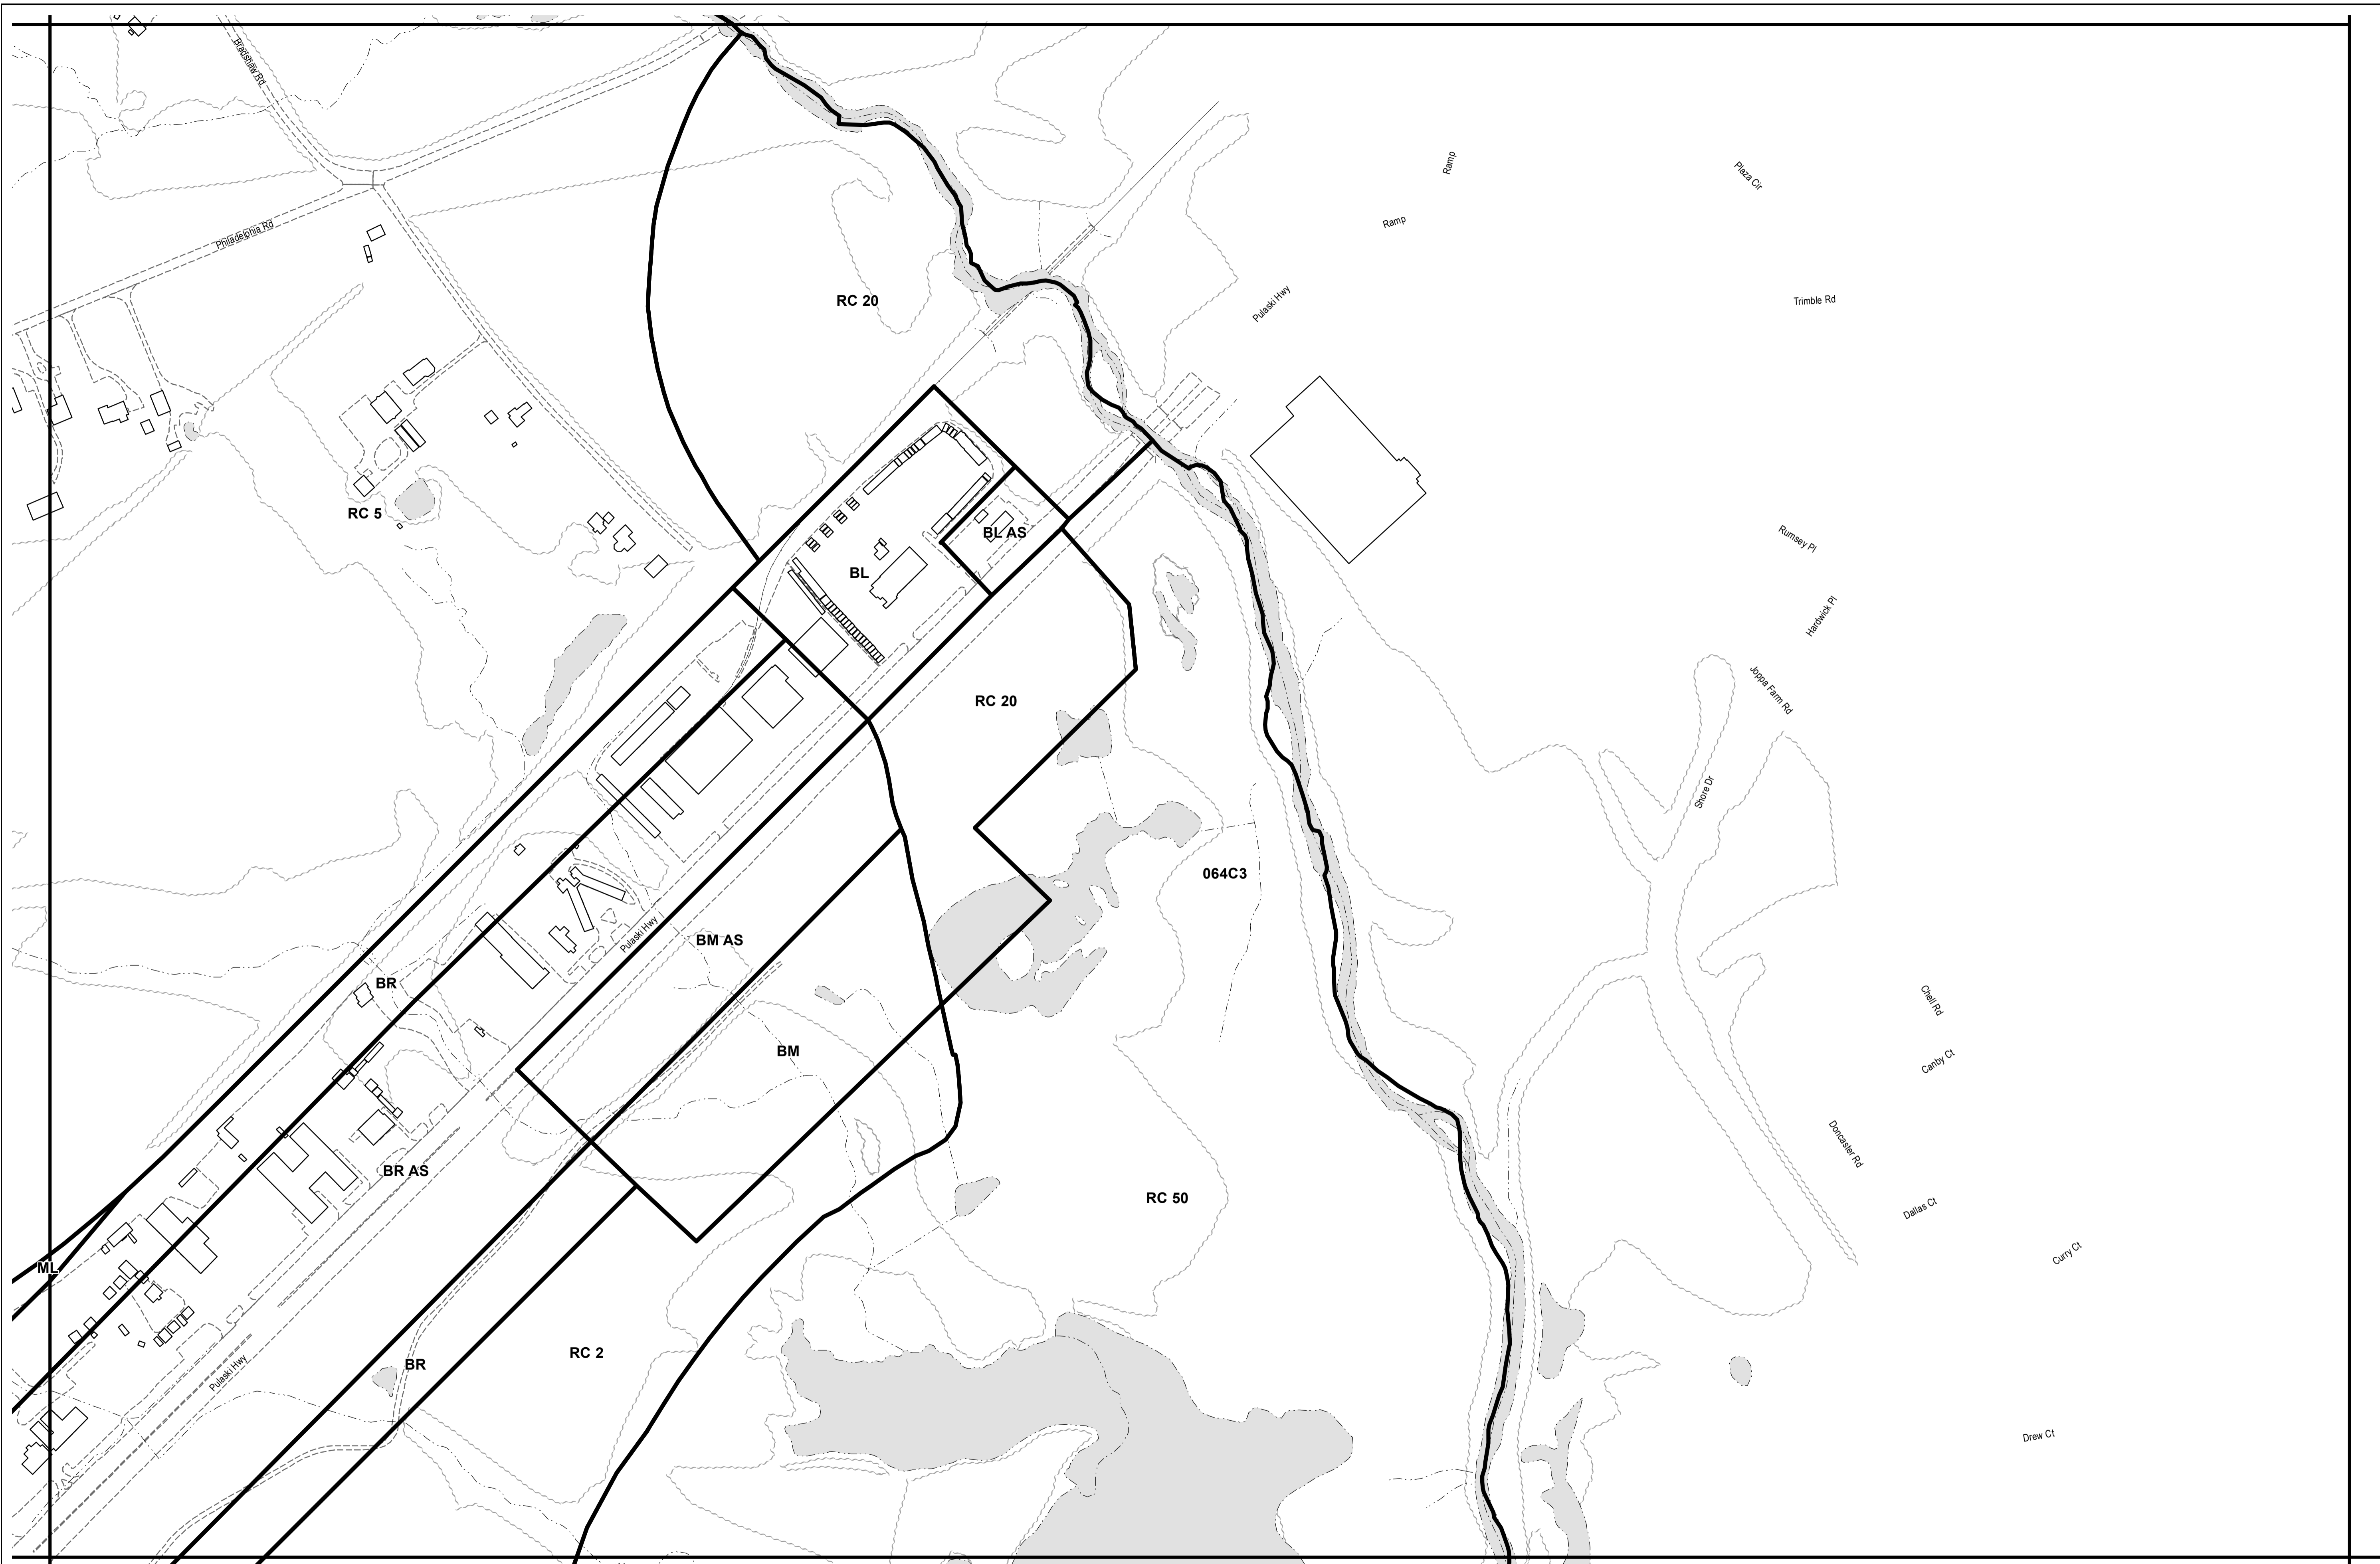 Bradshaw Rd
Ramp
Plaza Cir
Ramp
Philadelphia Rd
RC 20
Pulaski Hwy
Trimble Rd
RC 5
BL AS
Rumsey Pl
BL
Hardwick Pl
RC 20
Joppa Farm Rd
Shore Dr
064C3
Pulaski Hwy
BM AS
BR
Chell Rd
BM
Canby Ct
BR AS
Doncaster Rd
RC 50
Dallas Ct
Curry Ct
ML
RC 2
BR
Pulaski Hwy
Drew Ct